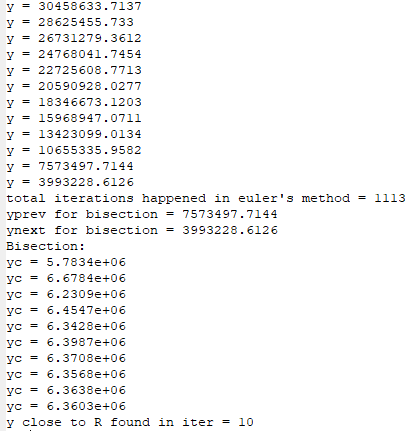 y = 30458633.7137
y = 28625455.733
y = 26731279.3612
y = 24768041.7454
y = 22725608.7713
y = 20590928.0277
y = 18346673.1203
y = 15968947.0711
y = 13423099.0134
y = 10655335.9582
y = 7573497.7144
y = 3993228.6126
total iterations happened in euler's method = 1113
yprev for bisection = 7573497.7144
ynext for bisection = 3993228.6126
Bisection:
yc = 5.7834e+06
yc = 6.6784e+06
yc = 6.2309e+06
yc = 6.4547e+06
yc = 6.3428e+06
yc = 6.3987e+06
yc = 6.3708e+06
yc = 6.3568e+06
yc = 6.3638e+06
yc = 6.3603e+06
y close to R found in iter = 10